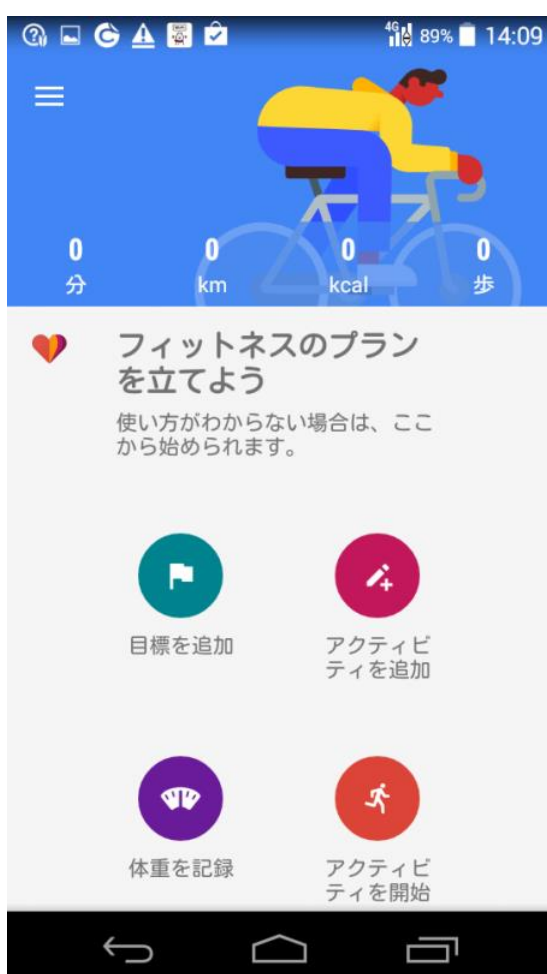 4G 89% 14:09
0 0 0 0
分 km kcal 歩
フィットネスのプラン
を立てよう
使い方がわからない場合は、ここ
から始められます。
目標を追加
アクティビ
ティを追加
体重を記録
アクティビ
ティを開始